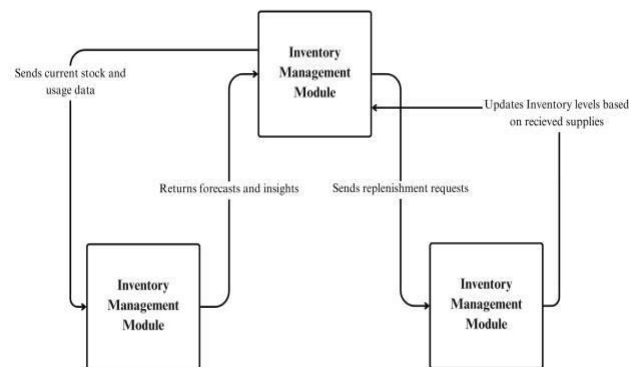 Inventory
Management
Module
Sends current stock and
usage data
Updates Inventory levels based
on recieved supplies
Returns forecasts and insights
Sends replenishment requests
Inventory
Management
Module
Inventory
Management
Module